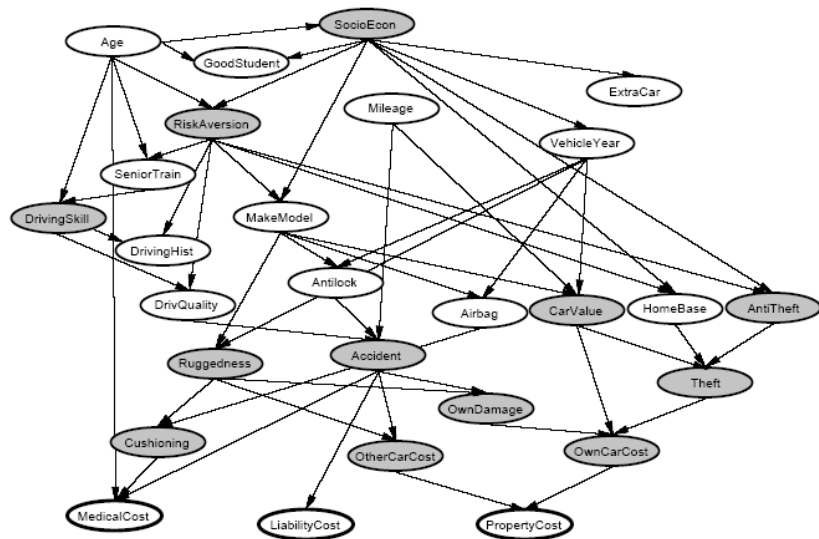 SocioEcon
Age
GoodStudent
ExtraCar
Mileage
RiskAversion
VehicleYear
SeniorTrain
DrivingSkill
MakeModel
DrivingHist
Antilock
DrivQuality
Airbag
CarValue
HomeBase
AntiTheft
Ruggedness
Accident
Theft
OwnDamage
Cushioning
OtherCarCost
OwnCarCost
MedicalCost
LiabilityCost
PropertyCost